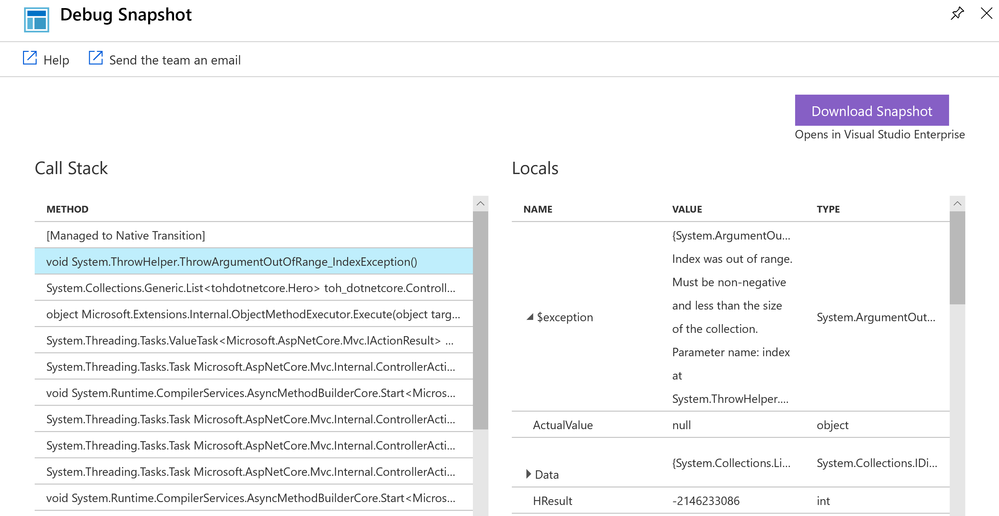 Debug Snapshot
Help
Send the team an email
Download Snapshot
Opens in Visual Studio Enterprise
Call Stack
METHOD
[Managed to Native Transition]
void System.ThrowHelper.ThrowArgumentOutOfRange_IndexException()
System.Collections.Generic.List<tohdotnetcore.Hero> toh_dotnetcore.Controll...
object Microsoft.Extensions.Internal.ObjectMethodExecutor.Execute(object targ...
System.Threading.Tasks.ValueTask<Microsoft.AspNetCore.Mvc.IActionResult> ...
System.Threading.Tasks.Task Microsoft.AspNetCore.Mvc.Internal.ControllerActi...
void System.Runtime.CompilerServices.AsyncMethodBuilderCore.Start<Micros...
System.Threading.Tasks.Task Microsoft.AspNetCore.Mvc.Internal.ControllerActi...
System.Threading.Tasks.Task Microsoft.AspNetCore.Mvc.Internal.ControllerActi...
System.Threading.Tasks.Task Microsoft.AspNetCore.Mvc.Internal.ControllerActi...
void System.Runtime.CompilerServices.AsyncMethodBuilderCore.Start<Micros...
Locals
NAME VALUE TYPE
{System.ArgumentOu...
Index was out of range.
Must be non-negative
and less than the size
$exception System.ArgumentOut...
of the collection.
Parameter name: index
at
System.ThrowHelper....
ActualValue null object
{System.Collections.Li... System.Collections.IDi...
Data
HResult -2146233086 int